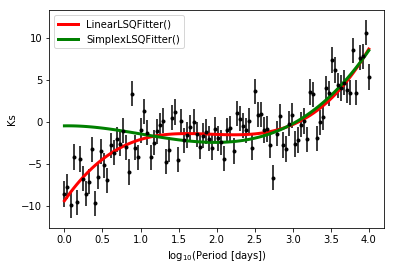 LinearLSQFitter()
SimplexLSQFitter()
10
5
0
−5
−10
Ks
0.0 0.5 1.0 1.5 2.0 2.5 3.0 3.5 4.0
log₁₀(Period [days])